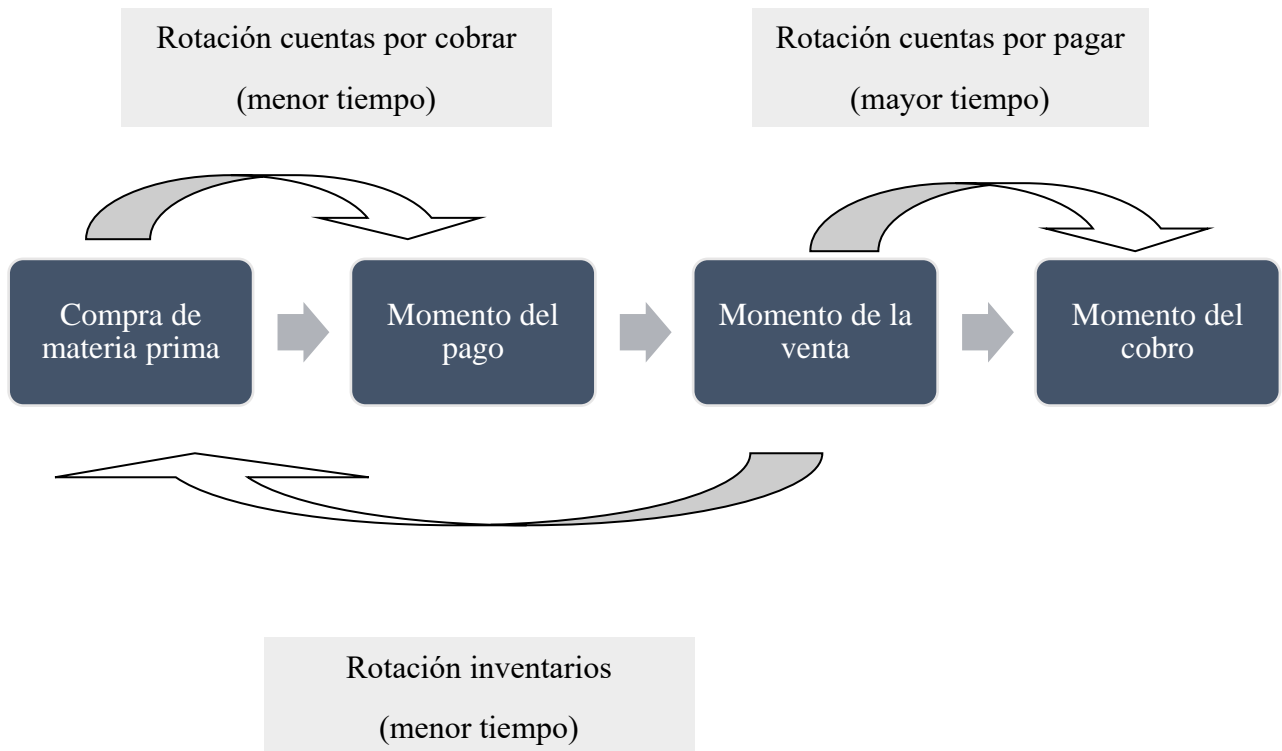 Rotación cuentas por cobrar
(menor tiempo)
Rotación cuentas por pagar
(mayor tiempo)
Compra de
materia prima
Momento del
pago
Momento de la
venta
Momento del
cobro
Rotación inventarios
(menor tiempo)